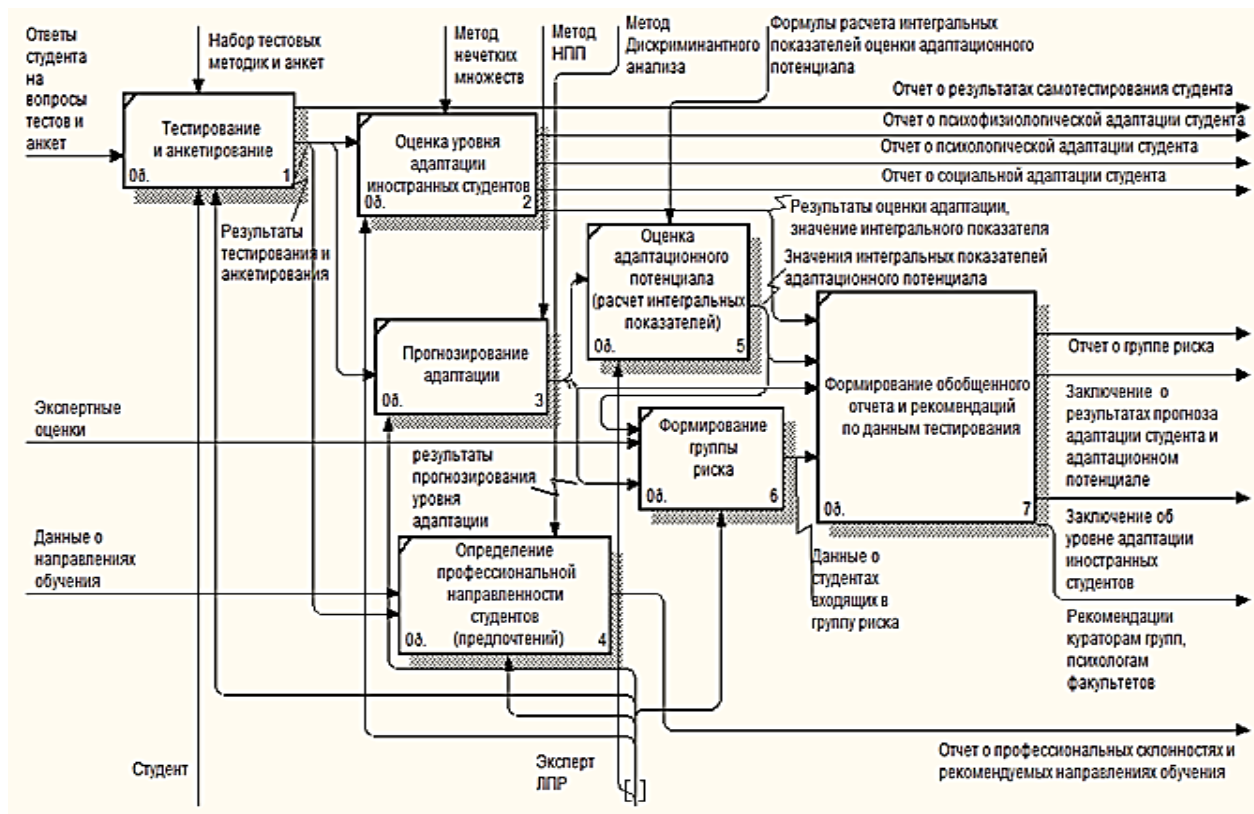 Ответы
студента
на
вопросы
тестов и
анкет
Набор тестовых
методик и анкет
Метод
нечетких
множеств
Метод
НПП
Метод
Дискриминантного
анализа
Формулы расчета интегральных
показателей оценки адаптационного
потенциала
Тестирование
и анкетирование
0д.
1
Оценка уровня
адаптации
иностранных студентов
0д.
2
Отчет о результатах самотестирования студента
Отчет о психофизиологической адаптации студента
Отчет о психологической адаптации студента
Отчет о социальной адаптации студента
Результаты
тестирования и
анкетирования
Результаты оценки адаптации,
значение интегрального показателя
Значения интегральных показателей
адаптационного потенциала
Оценка
адаптационного
потенциала
(расчет интегральных
показателей)
0д.
5
Прогнозирование
адаптации
0д.
3
Формирование обобщенного
отчета и рекомендаций
по данным тестирования
0д.
7
Отчет о группе риска
Экспертные
оценки
Формирование
группы
риска
0д.
6
Заключение о
результатах прогноза
адаптации студента и
адаптационном
потенциале
результаты
прогнозирования
уровня
адаптации
Данные о
направлениях
обучения
Определение
профессиональной
направленности
студентов
(предпочтений)
0д.
4
Данные о
студентах
входящих в
группу риска
Заключение об
уровне адаптации
иностранных
студентов
Рекомендации
кураторам групп,
психологам
факультетов
Студент
Эксперт
ЛПР
Отчет о профессиональных склонностях и
рекомендуемых направлениях обучения